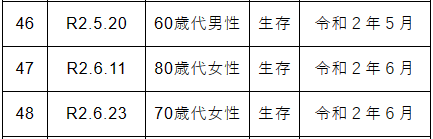 46 R2.5.20 60歳代男性 生存 令和２年５月
47 R2.6.11 80歳代女性 生存 令和２年６月
48 R2.6.23 70歳代女性 生存 令和２年６月